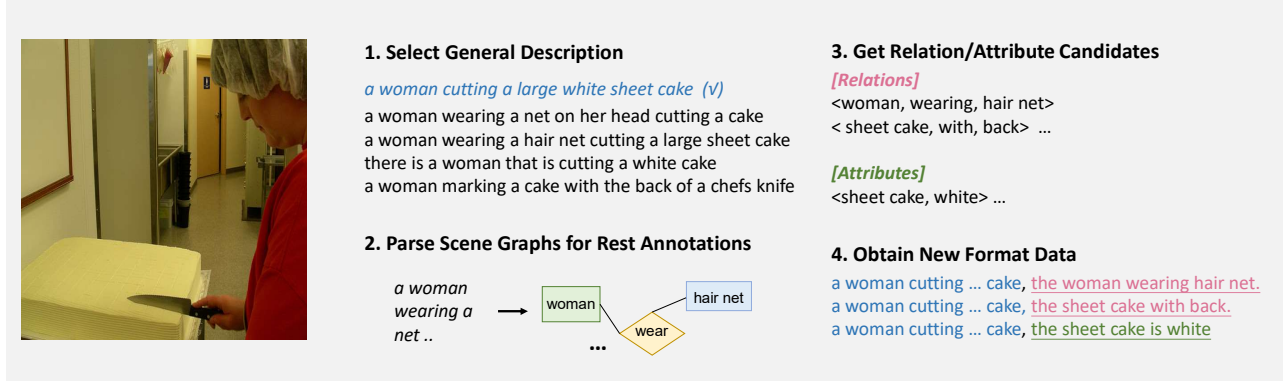 1. Select General Description
a woman cutting a large white sheet cake (√)
a woman wearing a net on her head cutting a cake
a woman wearing a hair net cutting a large sheet cake
there is a woman that is cutting a white cake
a woman marking a cake with the back of a chefs knife
2. Parse Scene Graphs for Rest Annotations
a woman
wearing a
net ..
woman
hair net
wear
...
3. Get Relation/Attribute Candidates
[Relations]
<woman, wearing, hair net>
< sheet cake, with, back> ...
[Attributes]
<sheet cake, white> ...
4. Obtain New Format Data
a woman cutting ... cake, the woman wearing hair net.
a woman cutting ... cake, the sheet cake with back.
a woman cutting ... cake, the sheet cake is white